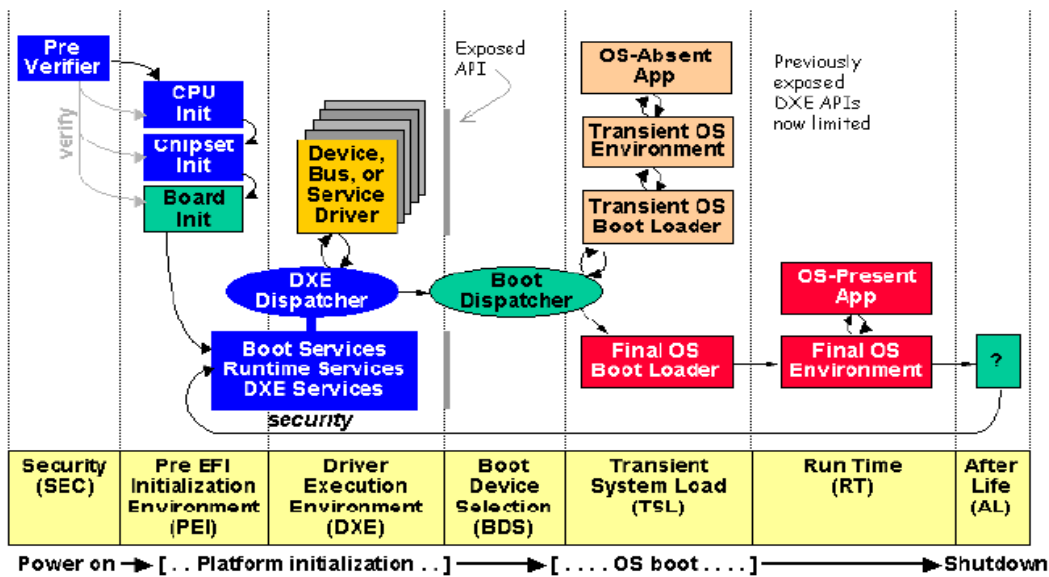 Pre
Verifier
verify
CPU
Init
Chipset
Init
Board
Init
Device,
Bus, or
Service
Driver
Exposed
API
OS-Absent
App
Transient OS
Environment
Transient OS
Boot Loader
Previously
exposed
DXE APIs
now limited
DXE
Dispatcher
Boot
Dispatcher
OS-Present
App
Boot Services
Runtime Services
DXE Services
security
Final OS
Boot Loader
Final OS
Environment
?
Security
(SEC)
Pre EFI
Initialization
Environment
(PEI)
Driver
Execution
Environment
(DXE)
Boot
Device
Selection
(BDS)
Transient
System Load
(TSL)
Run Time
(RT)
After
Life
(AL)
Power on [ . . Platform initialization . . ] [ . . . . OS boot . . . . ] Shutdown